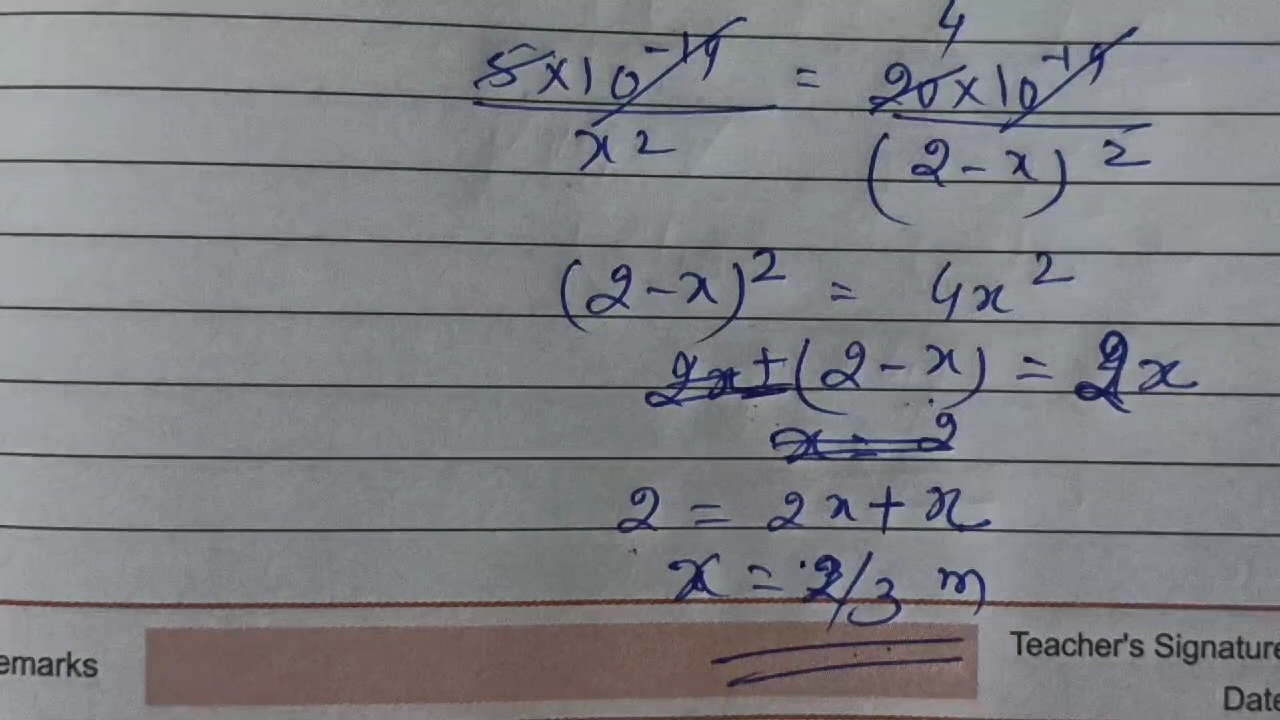 4
5×10⁻¹⁹ = 20×10⁻¹⁹
x² (2-x)²
(2-x)² = 4x²
2x+(2-x) = 2x
x = 2
2 = 2x+x
x = 2/3 m
emarks
Teacher's Signature
Date